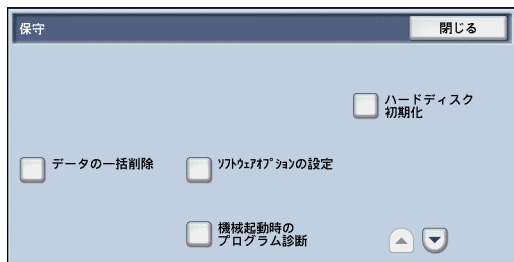 保守
閉じる
ハードディスク
初期化
データの一括削除
ｿﾌﾄｳｪｱｵﾌﾟｼｮﾝの設定
機械起動時の
プログラム診断